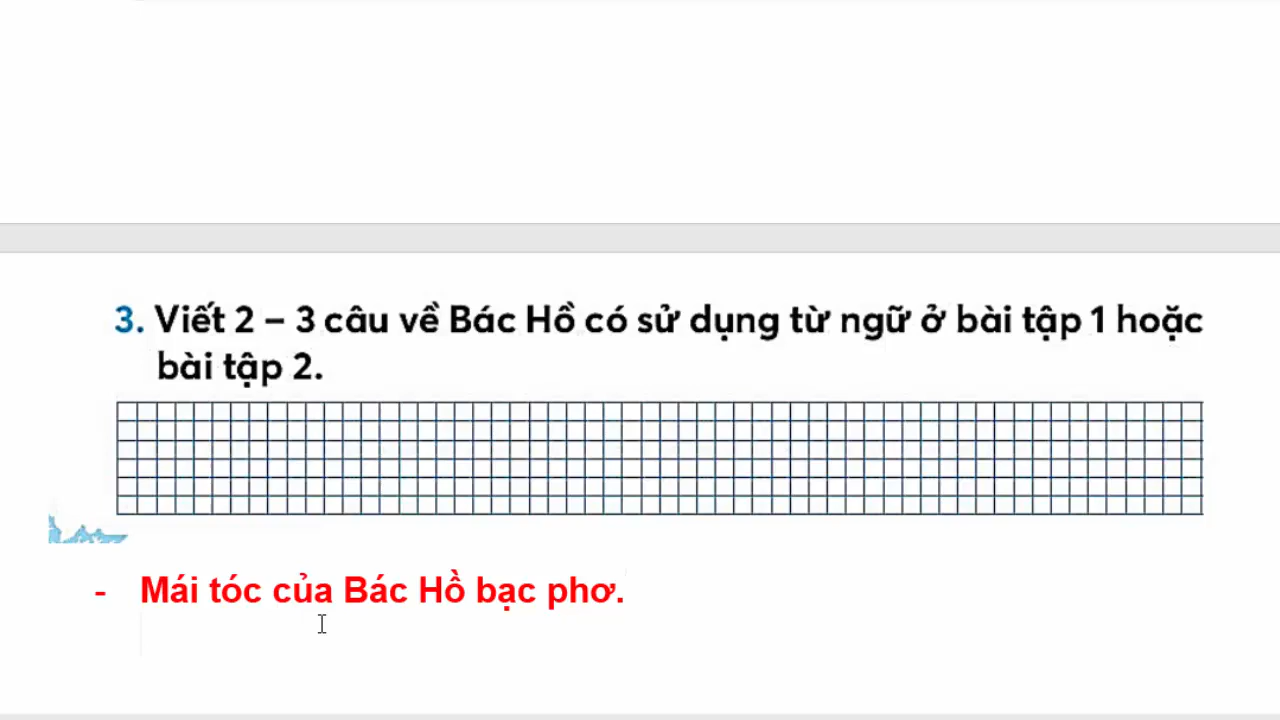 3. Viết 2 – 3 câu về Bác Hồ có sử dụng từ ngữ ở bài tập 1 hoặc
bài tập 2.
- Mái tóc của Bác Hồ bạc phơ.